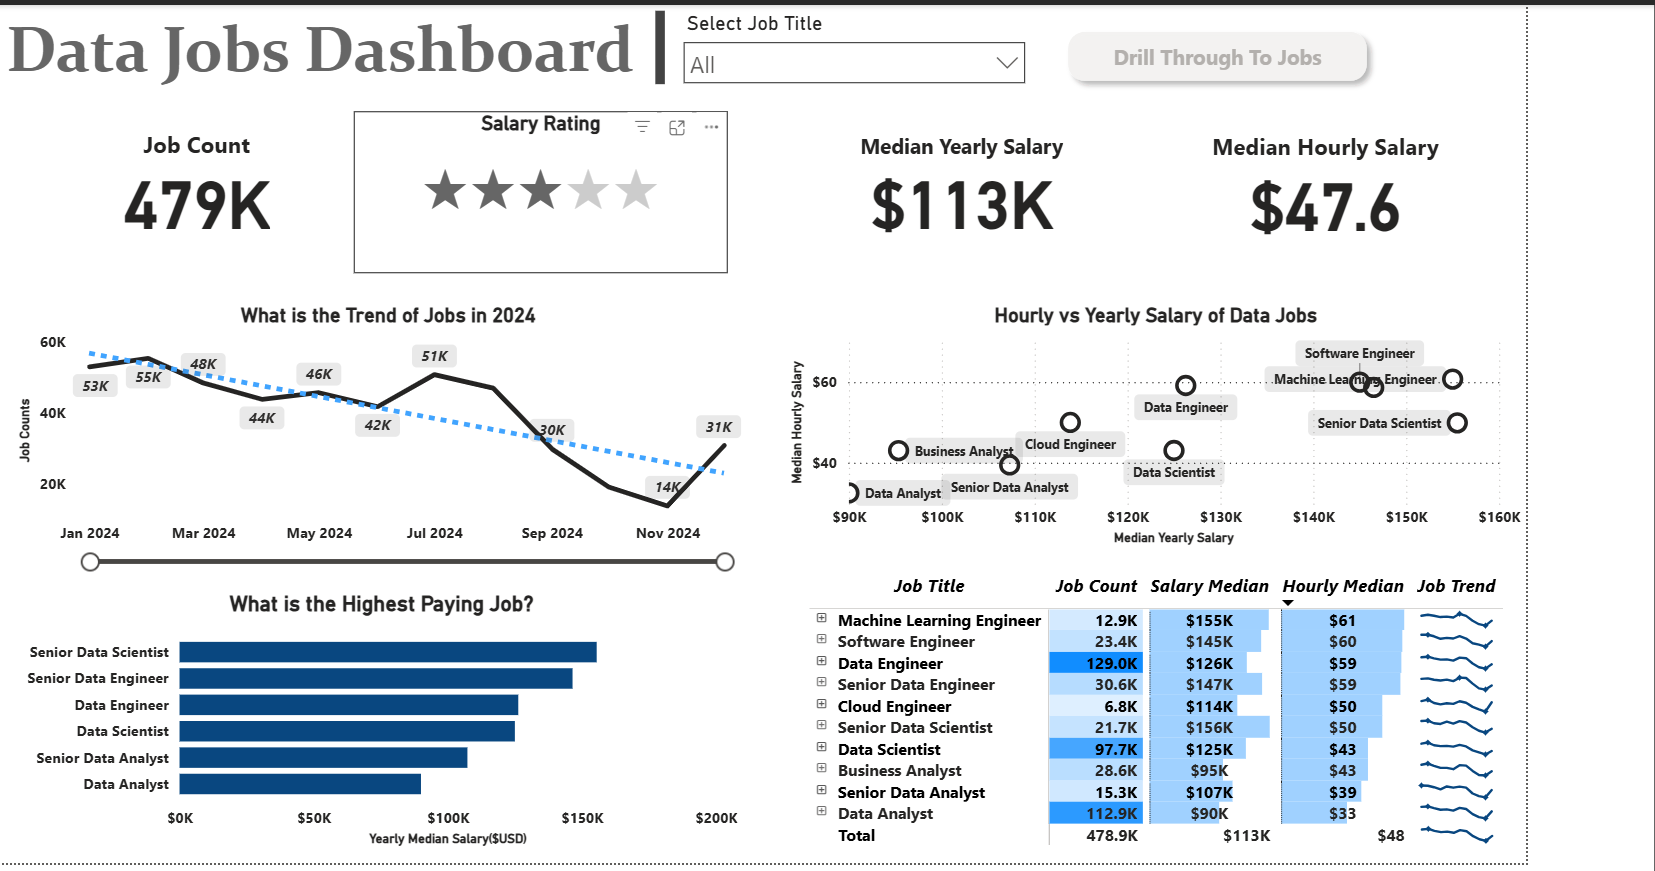 Data Jobs Dashboard
Select Job Title
All
Drill Through To Jobs
Job Count
479K
Salary Rating
Median Yearly Salary
$113K
Median Hourly Salary
$47.6
What is the Trend of Jobs in 2024
Job Counts
60K
40K
20K
53K
55K
48K
44K
46K
42K
51K
30K
14K
31K
Jan 2024
Mar 2024
May 2024
Jul 2024
Sep 2024
Nov 2024
Hourly vs Yearly Salary of Data Jobs
Median Hourly Salary
$60
$40
Software Engineer
Machine Learning Engineer
Data Engineer
Senior Data Scientist
Cloud Engineer
Business Analyst
Data Scientist
Senior Data Analyst
Data Analyst
$90K
$100K
$110K
$120K
$130K
$140K
$150K
$160K
Median Yearly Salary
What is the Highest Paying Job?
Senior Data Scientist
Senior Data Engineer
Data Engineer
Data Scientist
Senior Data Analyst
Data Analyst
$0K
$50K
$100K
$150K
$200K
Yearly Median Salary($USD)
Job Title Job Count Salary Median Hourly Median Job Trend
Machine Learning Engineer 12.9K $155K $61
Software Engineer 23.4K $145K $60
Data Engineer 129.0K $126K $59
Senior Data Engineer 30.6K $147K $59
Cloud Engineer 6.8K $114K $50
Senior Data Scientist 21.7K $156K $50
Data Scientist 97.7K $125K $43
Business Analyst 28.6K $95K $43
Senior Data Analyst 15.3K $107K $39
Data Analyst 112.9K $90K $33
Total 478.9K $113K $48